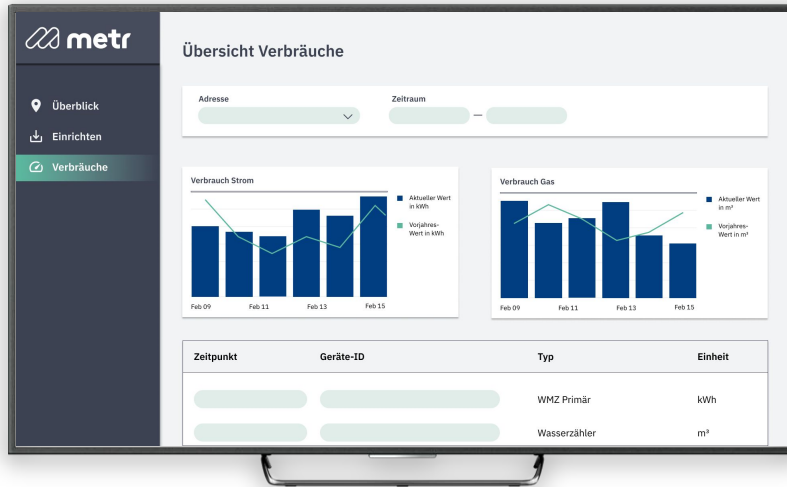 metr
Übersicht Verbräuche
Überblick
Einrichten
Verbräuche
Adresse
Zeitraum
—
Verbrauch Strom
Aktueller Wert
in kWh
Vorjahres-
Wert in kWh
Feb 09 Feb 11 Feb 13 Feb 15
Verbrauch Gas
Aktueller Wert
in m³
Vorjahres-
Wert in m³
Feb 09 Feb 11 Feb 13 Feb 15
Zeitpunkt Geräte-ID Typ Einheit
WMZ Primär kWh
Wasserzähler m³